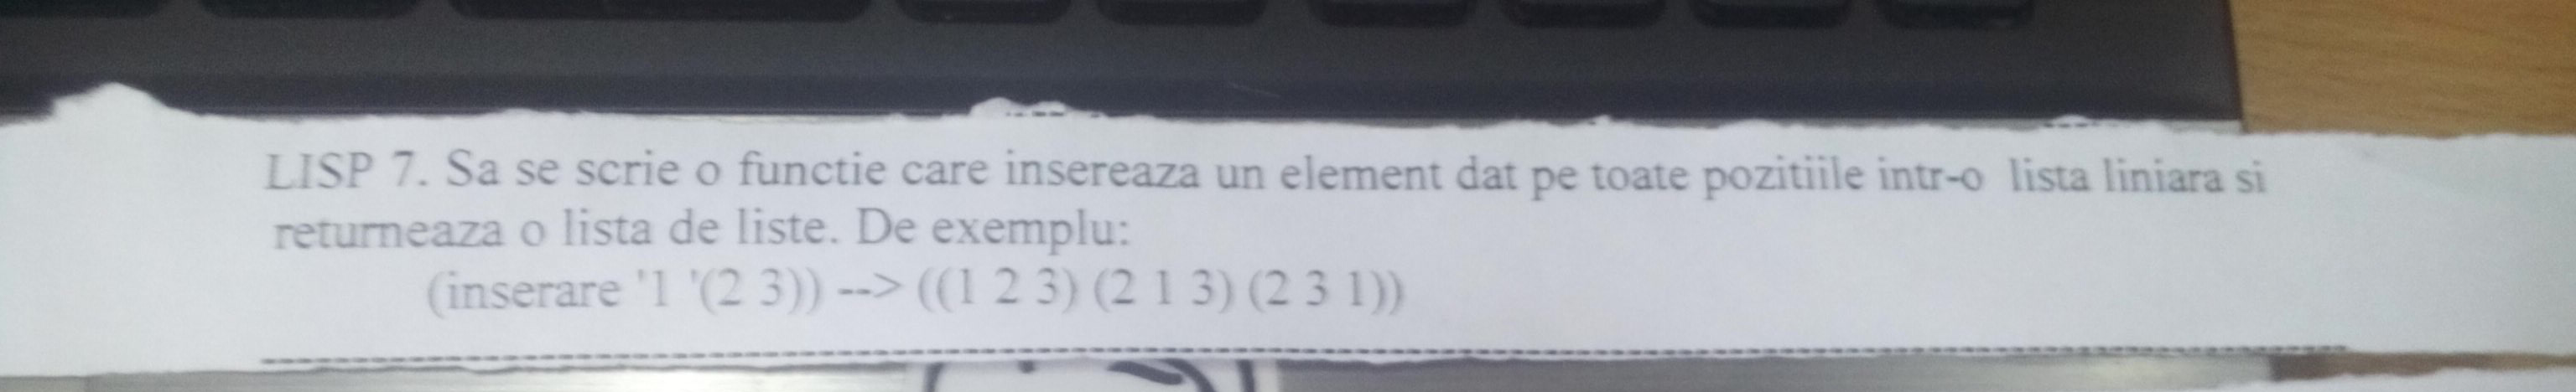 LISP 7. Sa se scrie o functie care insereaza un element dat pe toate pozitiile intr-o lista liniara si
returneaza o lista de liste. De exemplu:
(inserare '1 '(2 3)) --> ((1 2 3) (2 1 3) (2 3 1))